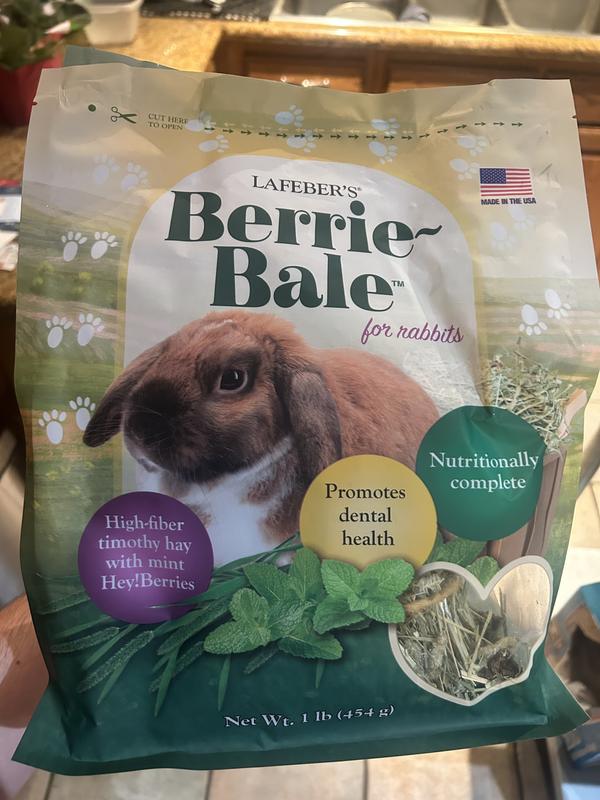 CUT HERE
TO OPEN
MADE IN THE USA
LAFEBER'S®
Berrie~
Bale™
for rabbits
Nutritionally
complete
Promotes
dental
health
High-fiber
timothy hay
with mint
Hey!Berries
Net Wt. 1 lb (454 g)